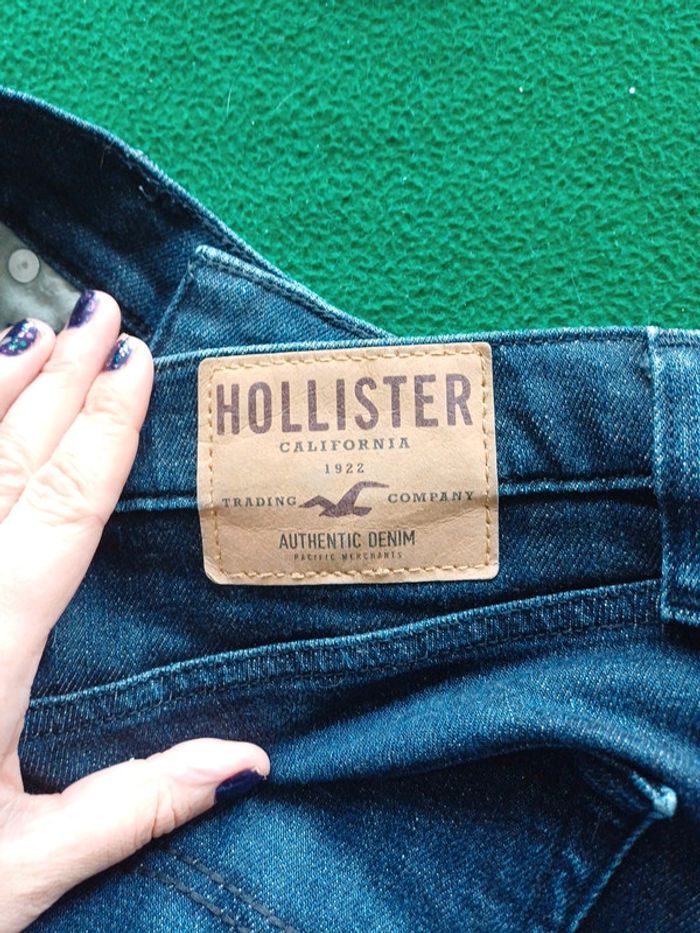 HOLLISTER
CALIFORNIA
1922
TRADING COMPANY
AUTHENTIC DENIM
PACIFIC MERCHANTS